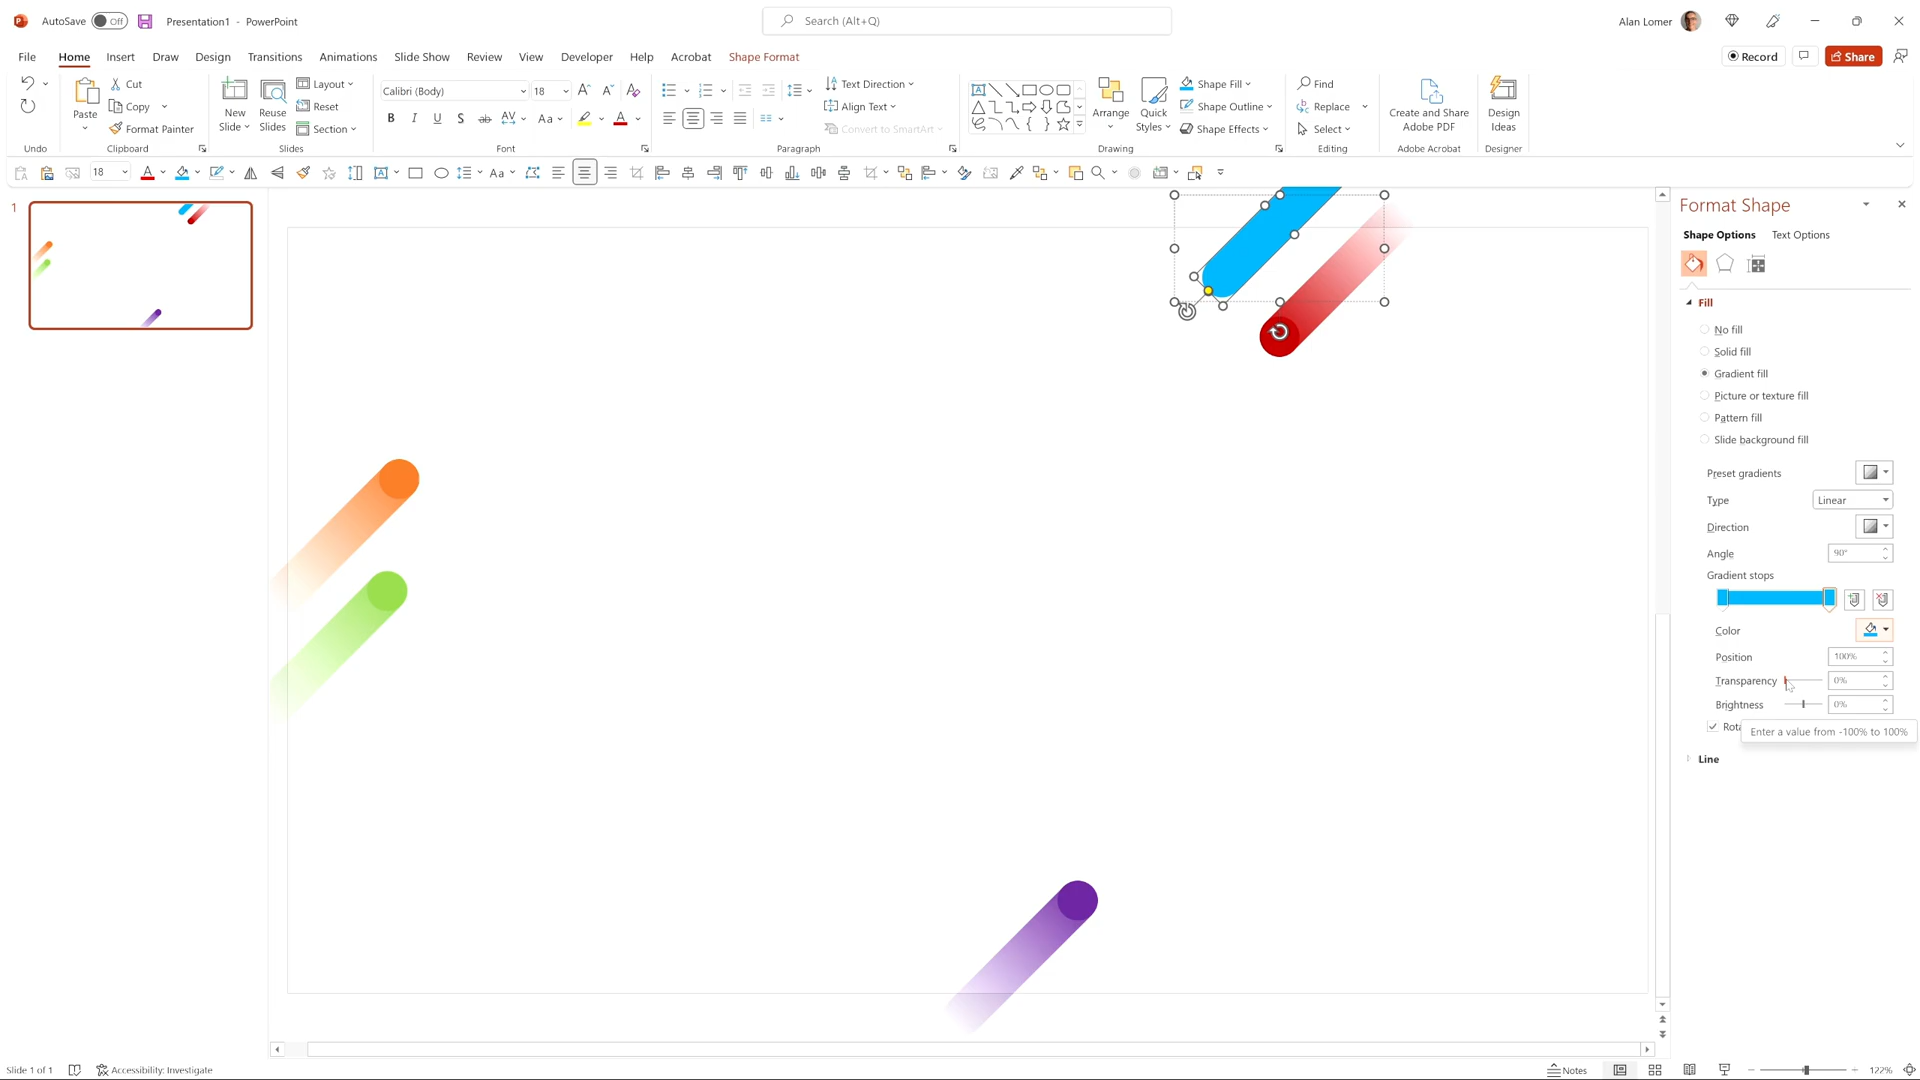 AutoSave Off Presentation1 - PowerPoint Search (Alt+Q) Alan Lomer
File Home Insert Draw Design Transitions Animations Slide Show Review View Developer Help Acrobat Shape Format Record Share
Cut
Copy
Format Painter
Paste
Undo
Clipboard
New Slide
Reuse Slides
Layout
Reset
Section
Slides
Calibri (Body) 18
B I U S ab AV Aa A
Font
Text Direction
Align Text
Convert to SmartArt
Paragraph
Arrange
Quick Styles
Shape Fill
Shape Outline
Shape Effects
Drawing
Find
Replace
Select
Editing
Create and Share Adobe PDF
Adobe Acrobat
Design Ideas
Designer
18 A Aa
1
Format Shape
Shape Options Text Options
Fill
No fill
Solid fill
Gradient fill
Picture or texture fill
Pattern fill
Slide background fill
Preset gradients
Type Linear
Direction
Angle 90°
Gradient stops
Color
Position 100%
Transparency 0%
Brightness 0%
Rota
Enter a value from -100% to 100%
Line
Slide 1 of 1 Accessibility: Investigate Notes 122%